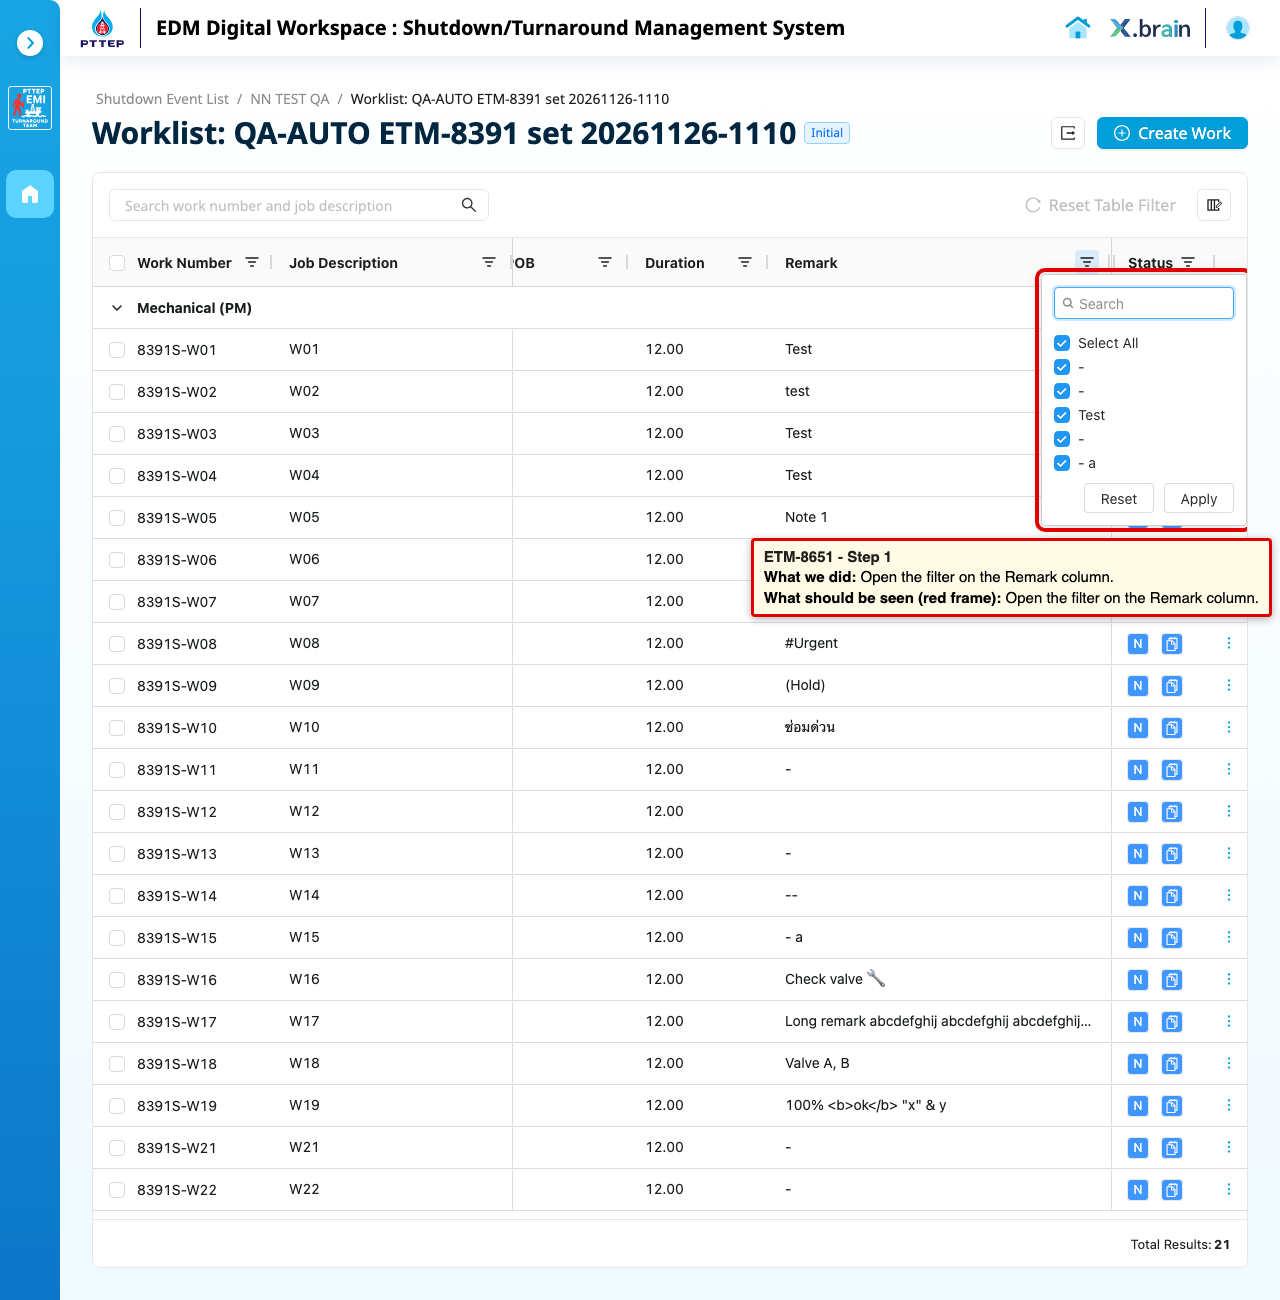 PTTEP
EDM Digital Workspace : Shutdown/Turnaround Management System
X.brain
PTTEP
EMI
TURNAROUND
TEAM
Shutdown Event List / NN TEST QA / Worklist: QA-AUTO ETM-8391 set 20261126-1110
Worklist: QA-AUTO ETM-8391 set 20261126-1110 Initial
Create Work
Search work number and job description
Reset Table Filter
Work Number Job Description OB Duration Remark Status
Mechanical (PM)
8391S-W01 W01 12.00 Test
8391S-W02 W02 12.00 test
8391S-W03 W03 12.00 Test
8391S-W04 W04 12.00 Test
8391S-W05 W05 12.00 Note 1
8391S-W06 W06 12.00
8391S-W07 W07 12.00
8391S-W08 W08 12.00 #Urgent N
8391S-W09 W09 12.00 (Hold) N
8391S-W10 W10 12.00 ซ่อมด่วน N
8391S-W11 W11 12.00 - N
8391S-W12 W12 12.00 N
8391S-W13 W13 12.00 - N
8391S-W14 W14 12.00 -- N
8391S-W15 W15 12.00 - a N
8391S-W16 W16 12.00 Check valve 🔧 N
8391S-W17 W17 12.00 Long remark abcdefghij abcdefghij abcdefghij... N
8391S-W18 W18 12.00 Valve A, B N
8391S-W19 W19 12.00 100% <b>ok</b> "x" & y N
8391S-W21 W21 12.00 - N
8391S-W22 W22 12.00 - N
Search
Select All
-
-
Test
-
- a
Reset Apply
ETM-8651 - Step 1
What we did: Open the filter on the Remark column.
What should be seen (red frame): Open the filter on the Remark column.
Total Results: 21